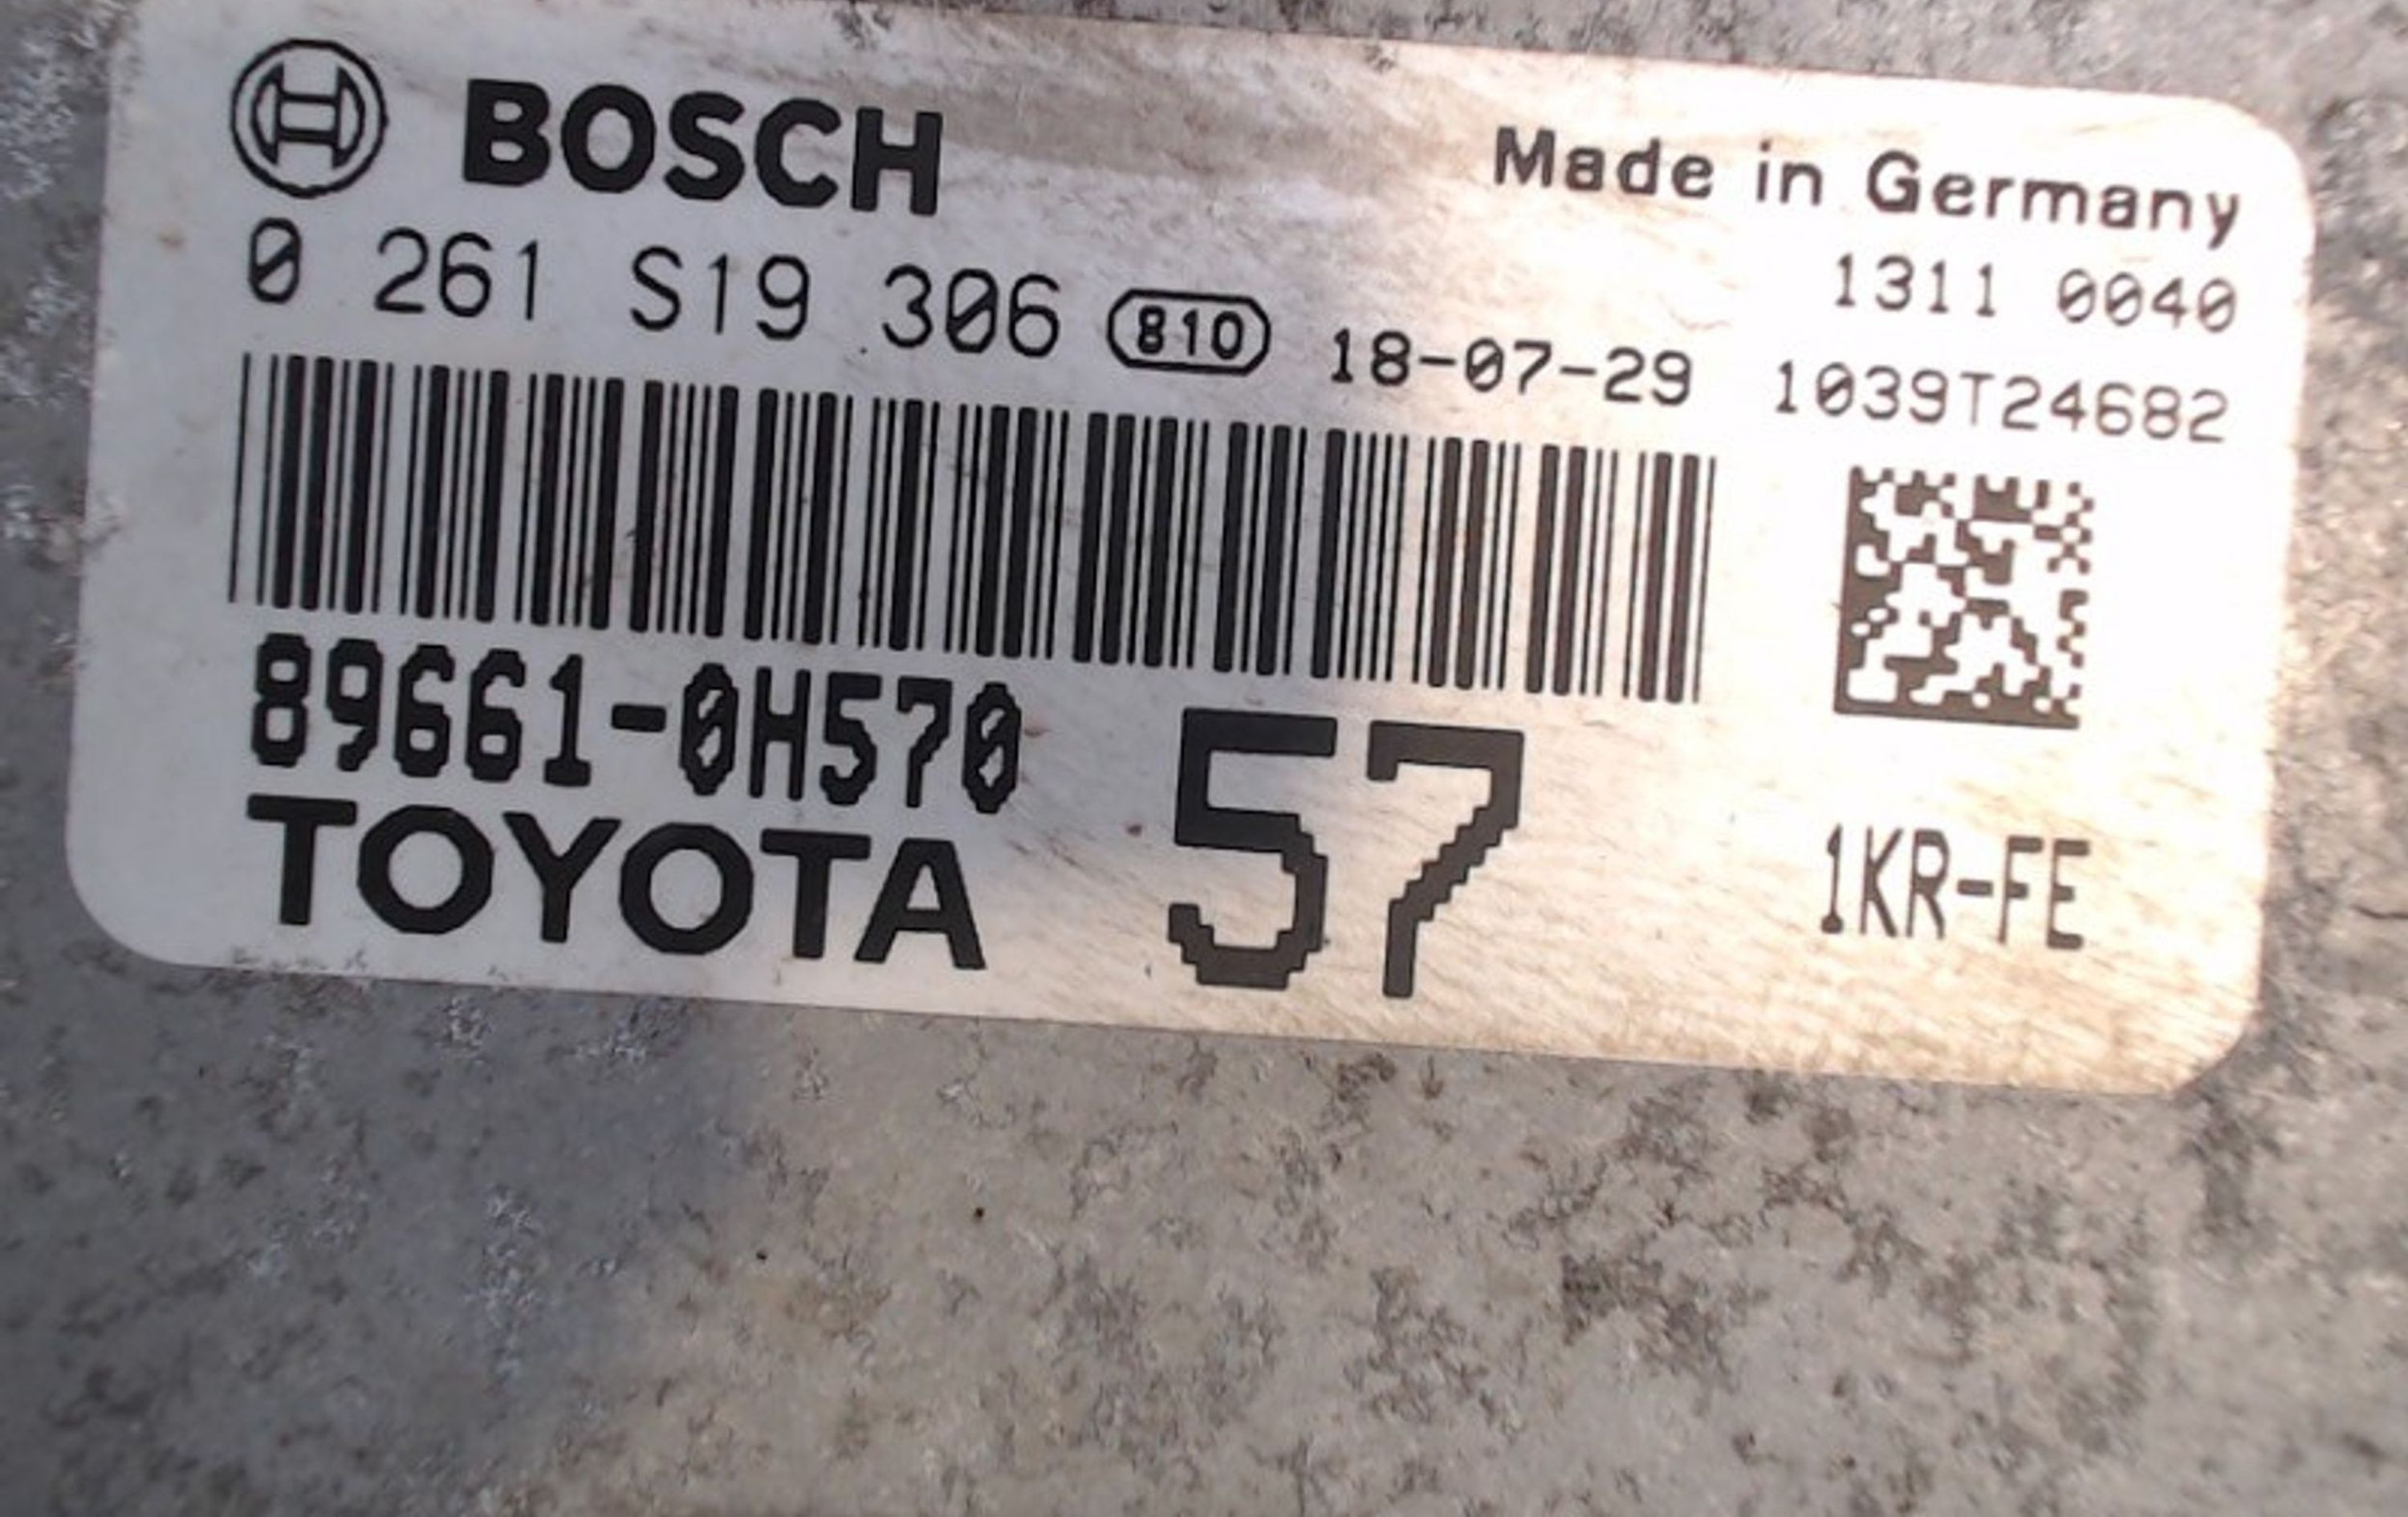 BOSCH
Made in Germany
0 261 S19 306 810 18-07-29
1311 0040
1039T24682
89661-0H570
57
TOYOTA
1KR-FE